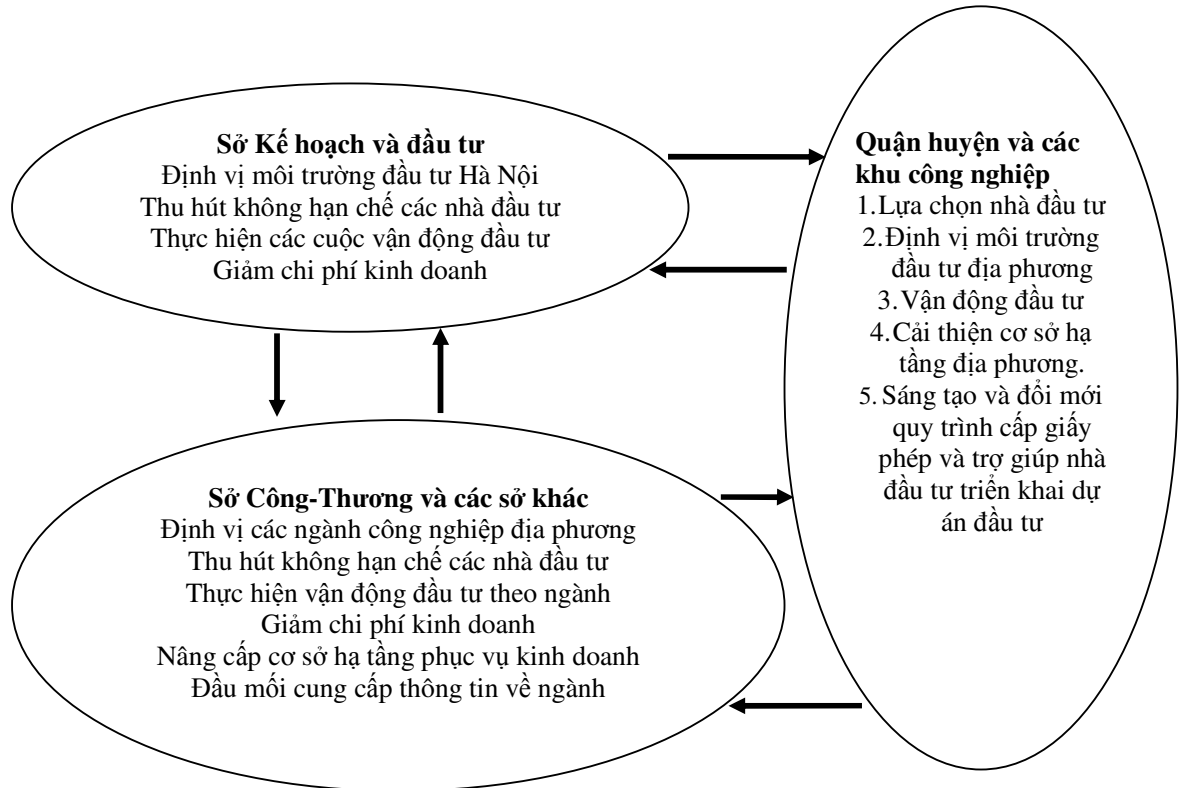 Sở Kế hoạch và đầu tư
Định vị môi trường đầu tư Hà Nội
Thu hút không hạn chế các nhà đầu tư
Thực hiện các cuộc vận động đầu tư
Giảm chi phí kinh doanh
Quận huyện và các
khu công nghiệp
1.Lựa chọn nhà đầu tư
2.Định vị môi trường
đầu tư địa phương
3.Vận động đầu tư
4.Cải thiện cơ sở hạ
tầng địa phương.
5. Sáng tạo và đổi mới
quy trình cấp giấy
phép và trợ giúp nhà
đầu tư triển khai dự
án đầu tư
Sở Công-Thương và các sở khác
Định vị các ngành công nghiệp địa phương
Thu hút không hạn chế các nhà đầu tư
Thực hiện vận động đầu tư theo ngành
Giảm chi phí kinh doanh
Nâng cấp cơ sở hạ tầng phục vụ kinh doanh
Đầu mối cung cấp thông tin về ngành